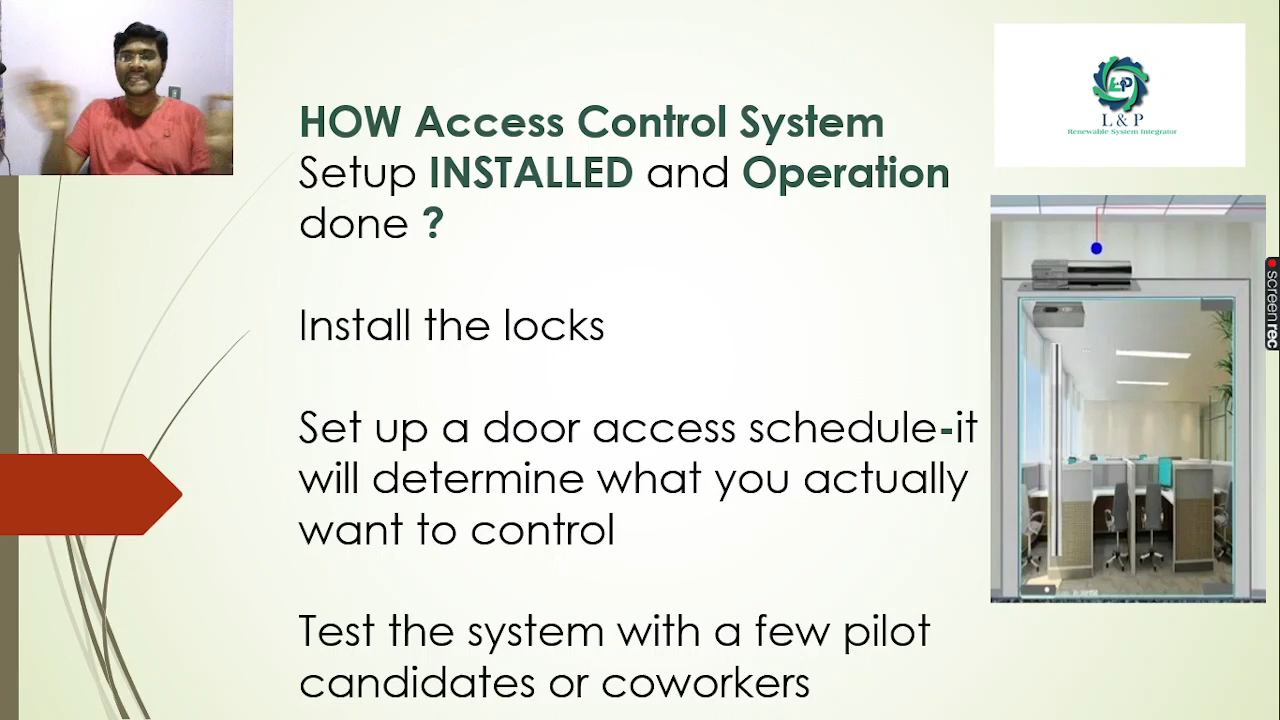 HOW Access Control System
Setup INSTALLED and Operation
done ?
Install the locks
Set up a door access schedule-it
will determine what you actually
want to control
Test the system with a few pilot
candidates or coworkers
L&P
L & P
Renewable System Integrator
screenrec